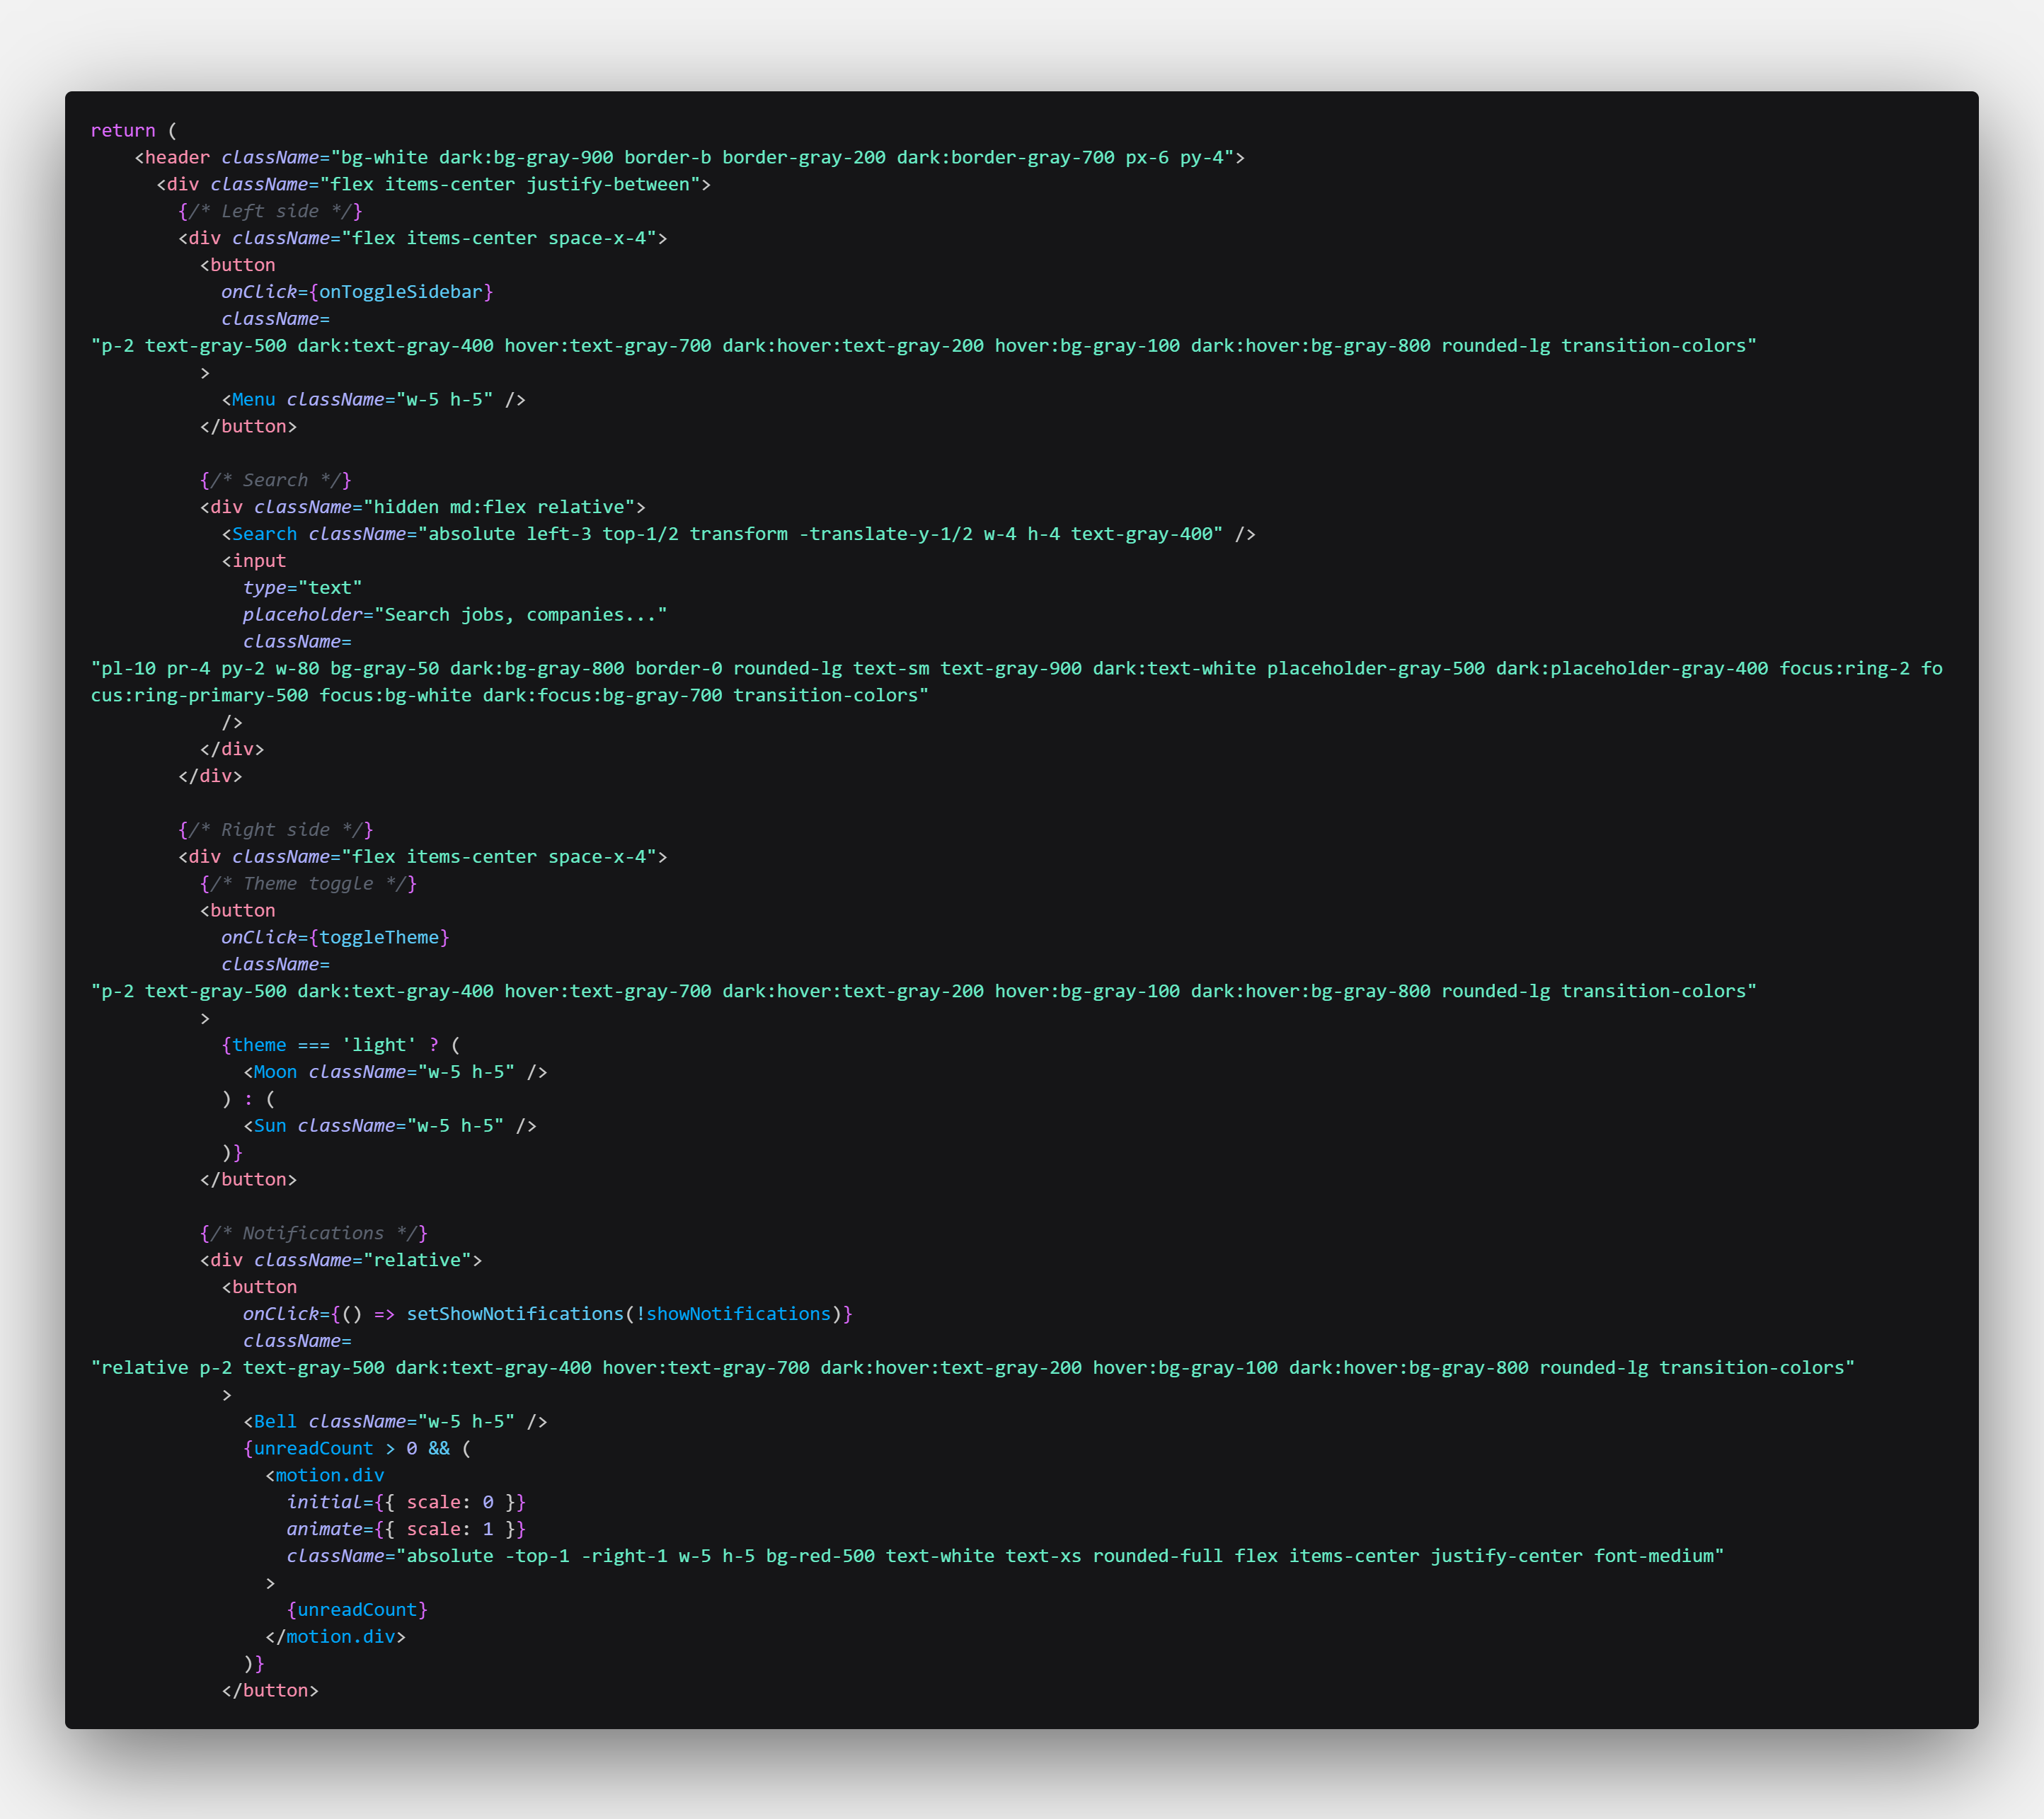 return (
    <header className="bg-white dark:bg-gray-900 border-b border-gray-200 dark:border-gray-700 px-6 py-4">
      <div className="flex items-center justify-between">
        {/* Left side */}
        <div className="flex items-center space-x-4">
          <button
            onClick={onToggleSidebar}
            className=
"p-2 text-gray-500 dark:text-gray-400 hover:text-gray-700 dark:hover:text-gray-200 hover:bg-gray-100 dark:hover:bg-gray-800 rounded-lg transition-colors"
          >
            <Menu className="w-5 h-5" />
          </button>

          {/* Search */}
          <div className="hidden md:flex relative">
            <Search className="absolute left-3 top-1/2 transform -translate-y-1/2 w-4 h-4 text-gray-400" />
            <input
              type="text"
              placeholder="Search jobs, companies..."
              className=
"pl-10 pr-4 py-2 w-80 bg-gray-50 dark:bg-gray-800 border-0 rounded-lg text-sm text-gray-900 dark:text-white placeholder-gray-500 dark:placeholder-gray-400 focus:ring-2 fo
cus:ring-primary-500 focus:bg-white dark:focus:bg-gray-700 transition-colors"
            />
          </div>
        </div>

        {/* Right side */}
        <div className="flex items-center space-x-4">
          {/* Theme toggle */}
          <button
            onClick={toggleTheme}
            className=
"p-2 text-gray-500 dark:text-gray-400 hover:text-gray-700 dark:hover:text-gray-200 hover:bg-gray-100 dark:hover:bg-gray-800 rounded-lg transition-colors"
          >
            {theme === 'light' ? (
              <Moon className="w-5 h-5" />
            ) : (
              <Sun className="w-5 h-5" />
            )}
          </button>

          {/* Notifications */}
          <div className="relative">
            <button
              onClick={() => setShowNotifications(!showNotifications)}
              className=
"relative p-2 text-gray-500 dark:text-gray-400 hover:text-gray-700 dark:hover:text-gray-200 hover:bg-gray-100 dark:hover:bg-gray-800 rounded-lg transition-colors"
            >
              <Bell className="w-5 h-5" />
              {unreadCount > 0 && (
                <motion.div
                  initial={{ scale: 0 }}
                  animate={{ scale: 1 }}
                  className="absolute -top-1 -right-1 w-5 h-5 bg-red-500 text-white text-xs rounded-full flex items-center justify-center font-medium"
                >
                  {unreadCount}
                </motion.div>
              )}
            </button>